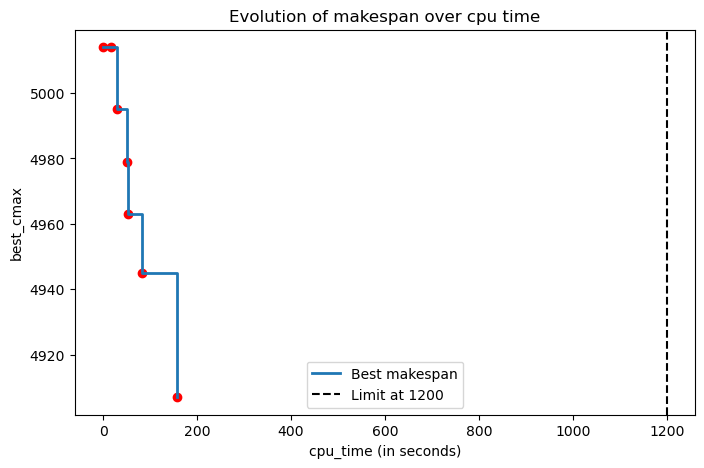 Evolution of makespan over cpu time
best_cmax
5000
4980
4960
4940
4920
Best makespan
Limit at 1200
0
200
400
600
800
1000
1200
cpu_time (in seconds)